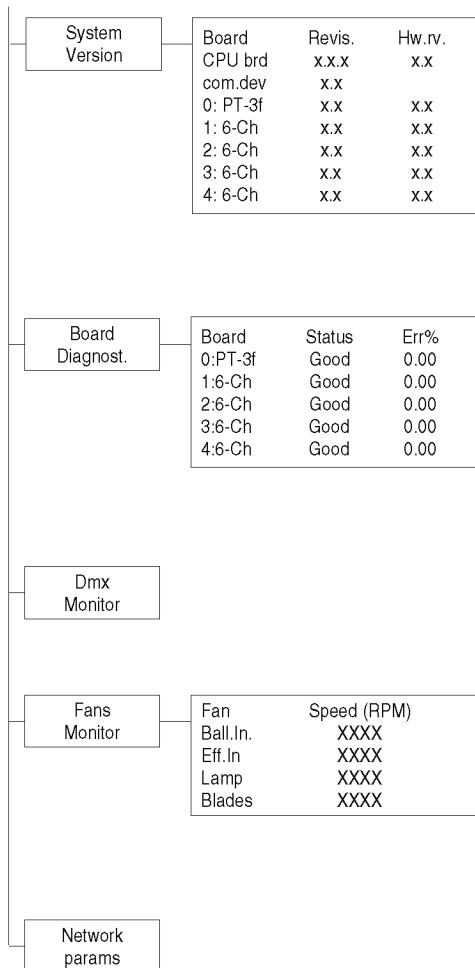 System
Version
Board Revis. Hw.rv.
CPU brd x.x.x x.x
com.dev x.x
0: PT-3f x.x x.x
1: 6-Ch x.x x.x
2: 6-Ch x.x x.x
3: 6-Ch x.x x.x
4: 6-Ch x.x x.x
Board
Diagnost.
Board Status Err%
0:PT-3f Good 0.00
1:6-Ch Good 0.00
2:6-Ch Good 0.00
3:6-Ch Good 0.00
4:6-Ch Good 0.00
Dmx
Monitor
Fans
Monitor
Fan Speed (RPM)
Ball.In. XXXX
Eff.In XXXX
Lamp XXXX
Blades XXXX
Network
params